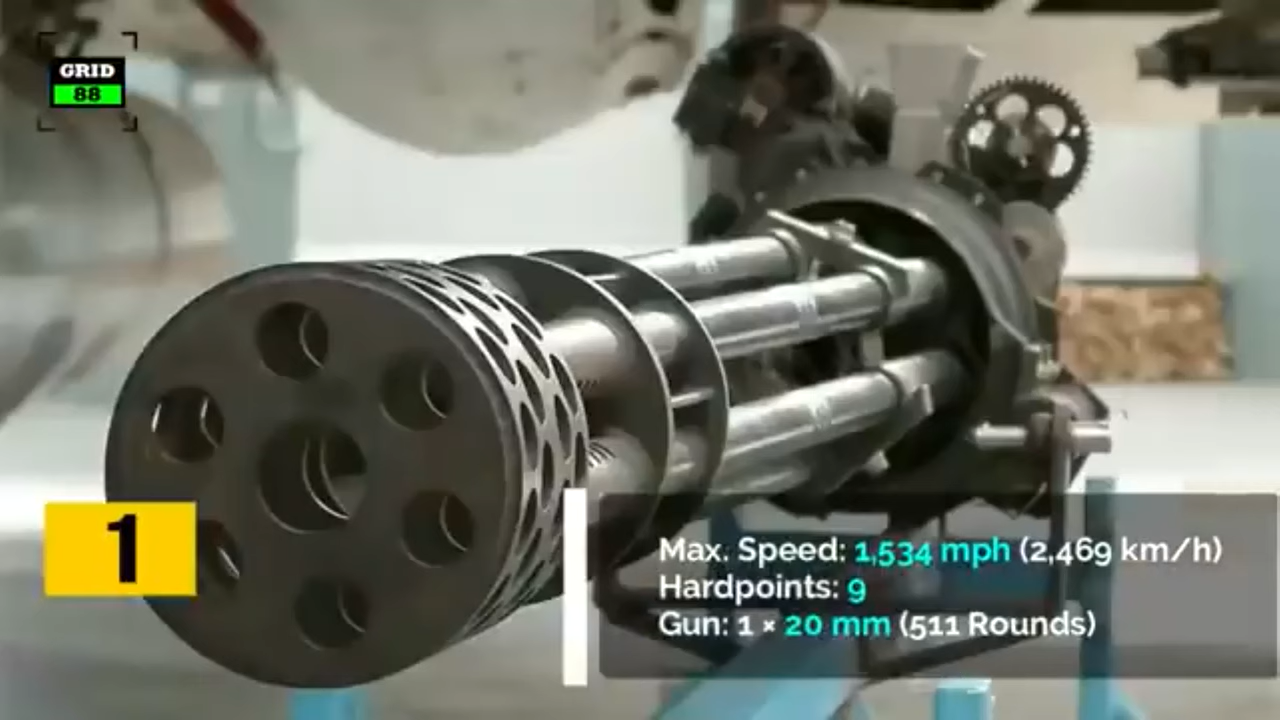 GRID
88
1
Max. Speed: 1,534 mph (2,469 km/h)
Hardpoints: 9
Gun: 1 × 20 mm (511 Rounds)